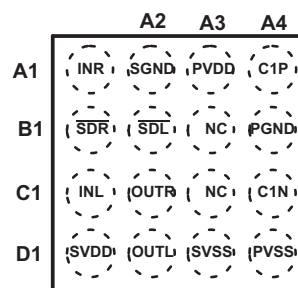 A2 A3 A4
A1 INR SGND PVDD C1P
B1 SDR SDL NC PGND
C1 INL OUTR NC C1N
D1 SVDD OUTL SVSS PVSS